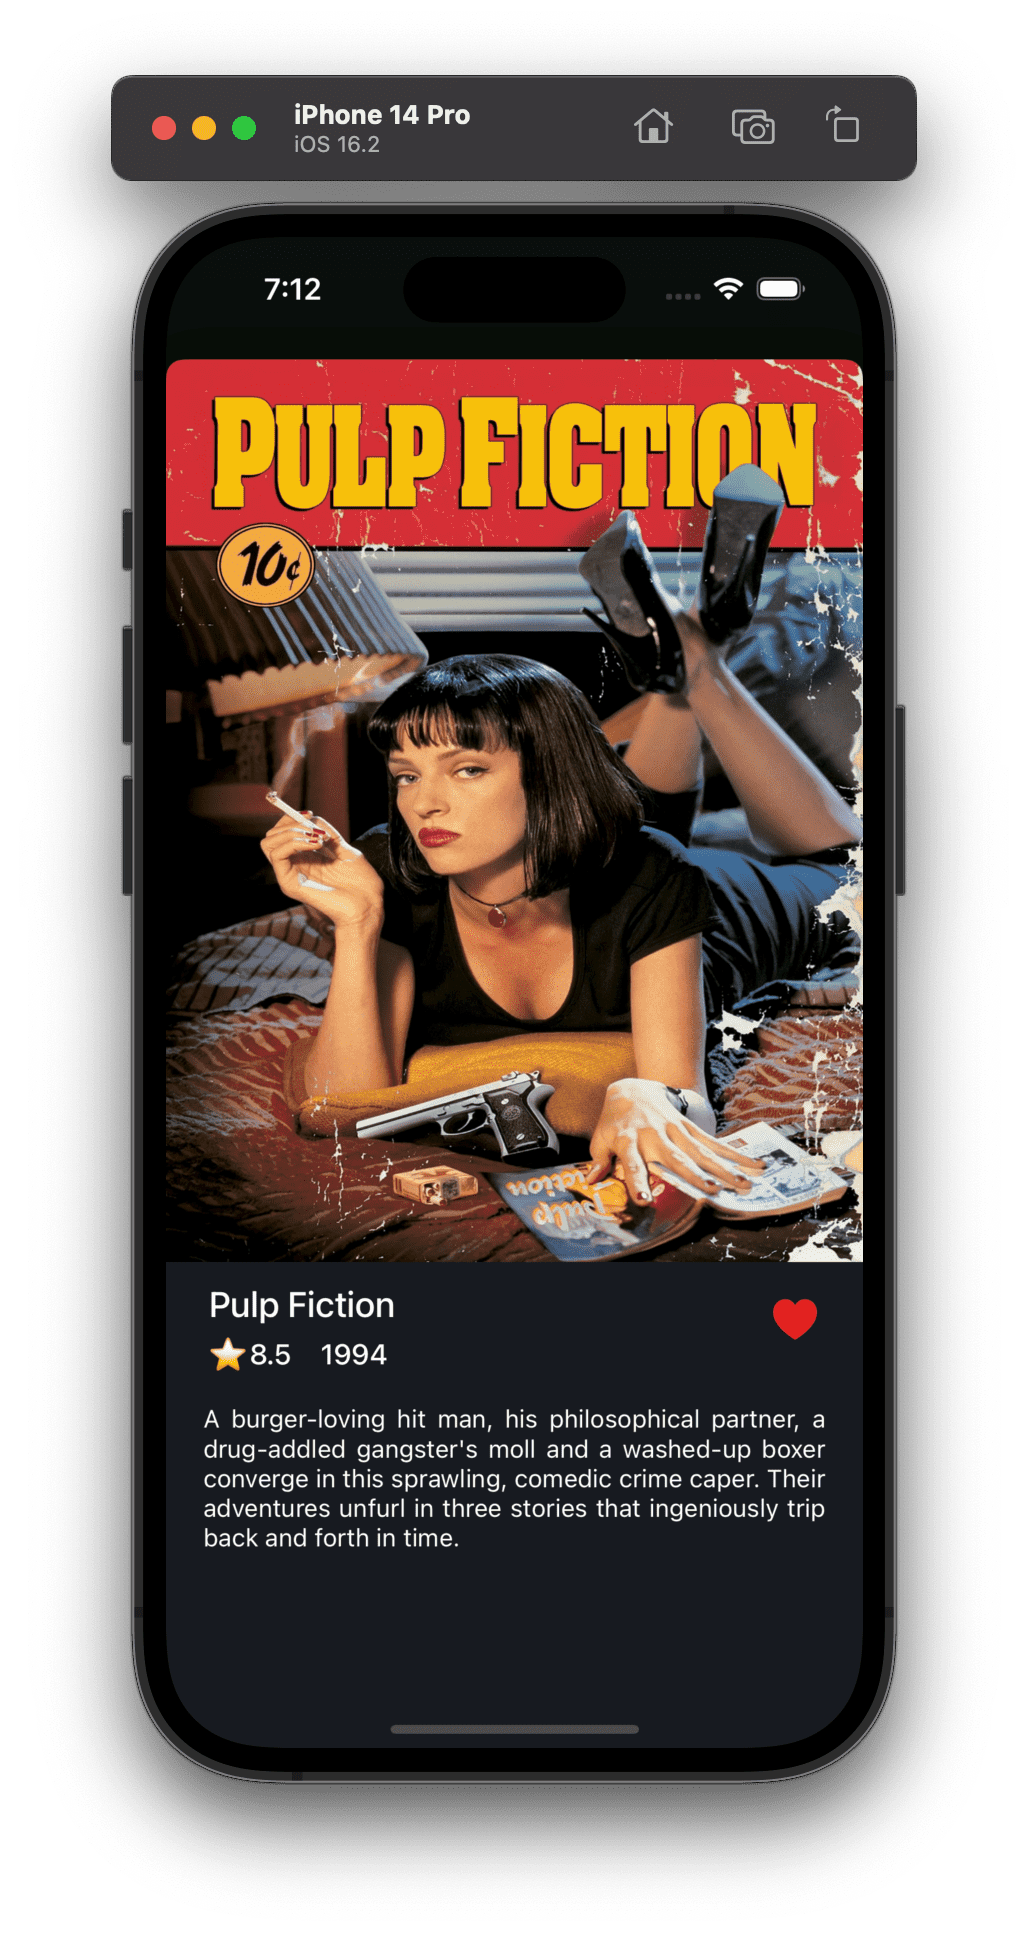 iPhone 14 Pro
iOS 16.2
7:12
PULP FICTION
10¢
Pulp
Fiction
Pulp Fiction
⭐8.5 1994
A burger-loving hit man, his philosophical partner, a
drug-addled gangster's moll and a washed-up boxer
converge in this sprawling, comedic crime caper. Their
adventures unfurl in three stories that ingeniously trip
back and forth in time.